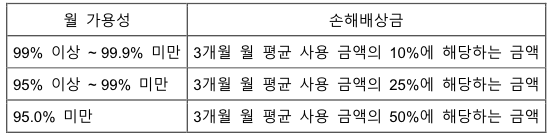 월 가용성 손해배상금
99% 이상 ~ 99.9% 미만 3개월 월 평균 사용 금액의 10%에 해당하는 금액
95% 이상 ~ 99% 미만 3개월 월 평균 사용 금액의 25%에 해당하는 금액
95.0% 미만 3개월 월 평균 사용 금액의 50%에 해당하는 금액